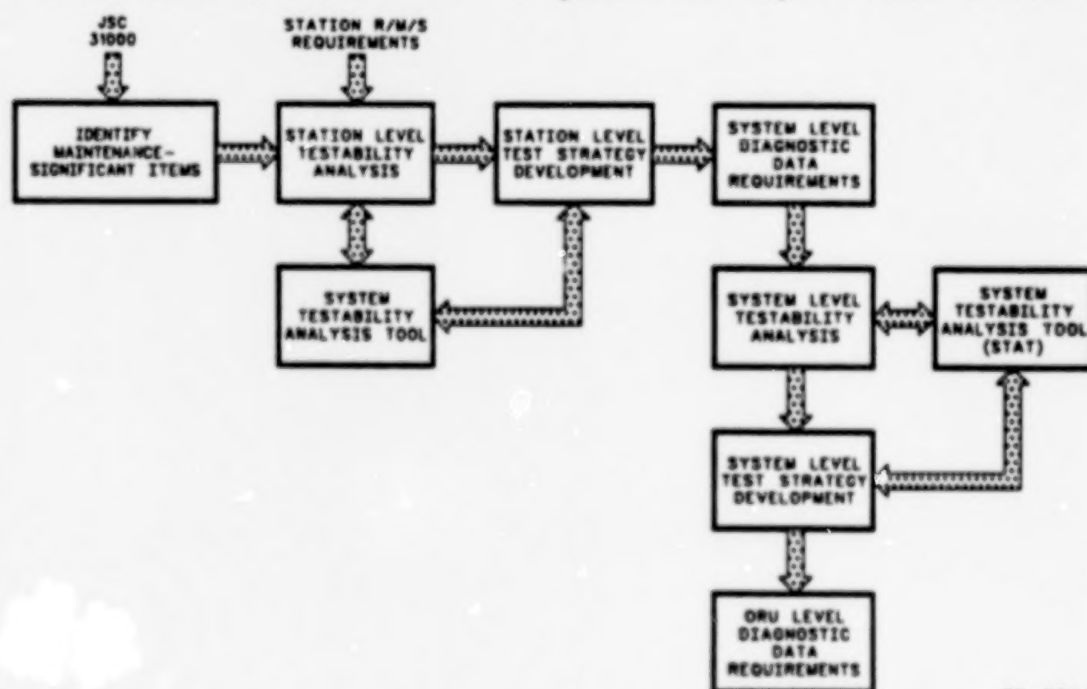 JSC
31000
STATION R/M/S
REQUIREMENTS
IDENTIFY
MAINTENANCE-
SIGNIFICANT ITEMS
STATION LEVEL
TESTABILITY
ANALYSIS
STATION LEVEL
TEST STRATEGY
DEVELOPMENT
SYSTEM LEVEL
DIAGNOSTIC
DATA
REQUIREMENTS
SYSTEM
TESTABILITY
ANALYSIS TOOL
SYSTEM LEVEL
TESTABILITY
ANALYSIS
SYSTEM
TESTABILITY
ANALYSIS TOOL
(STAT)
SYSTEM LEVEL
TEST STRATEGY
DEVELOPMENT
ORU LEVEL
DIAGNOSTIC
DATA
REQUIREMENTS